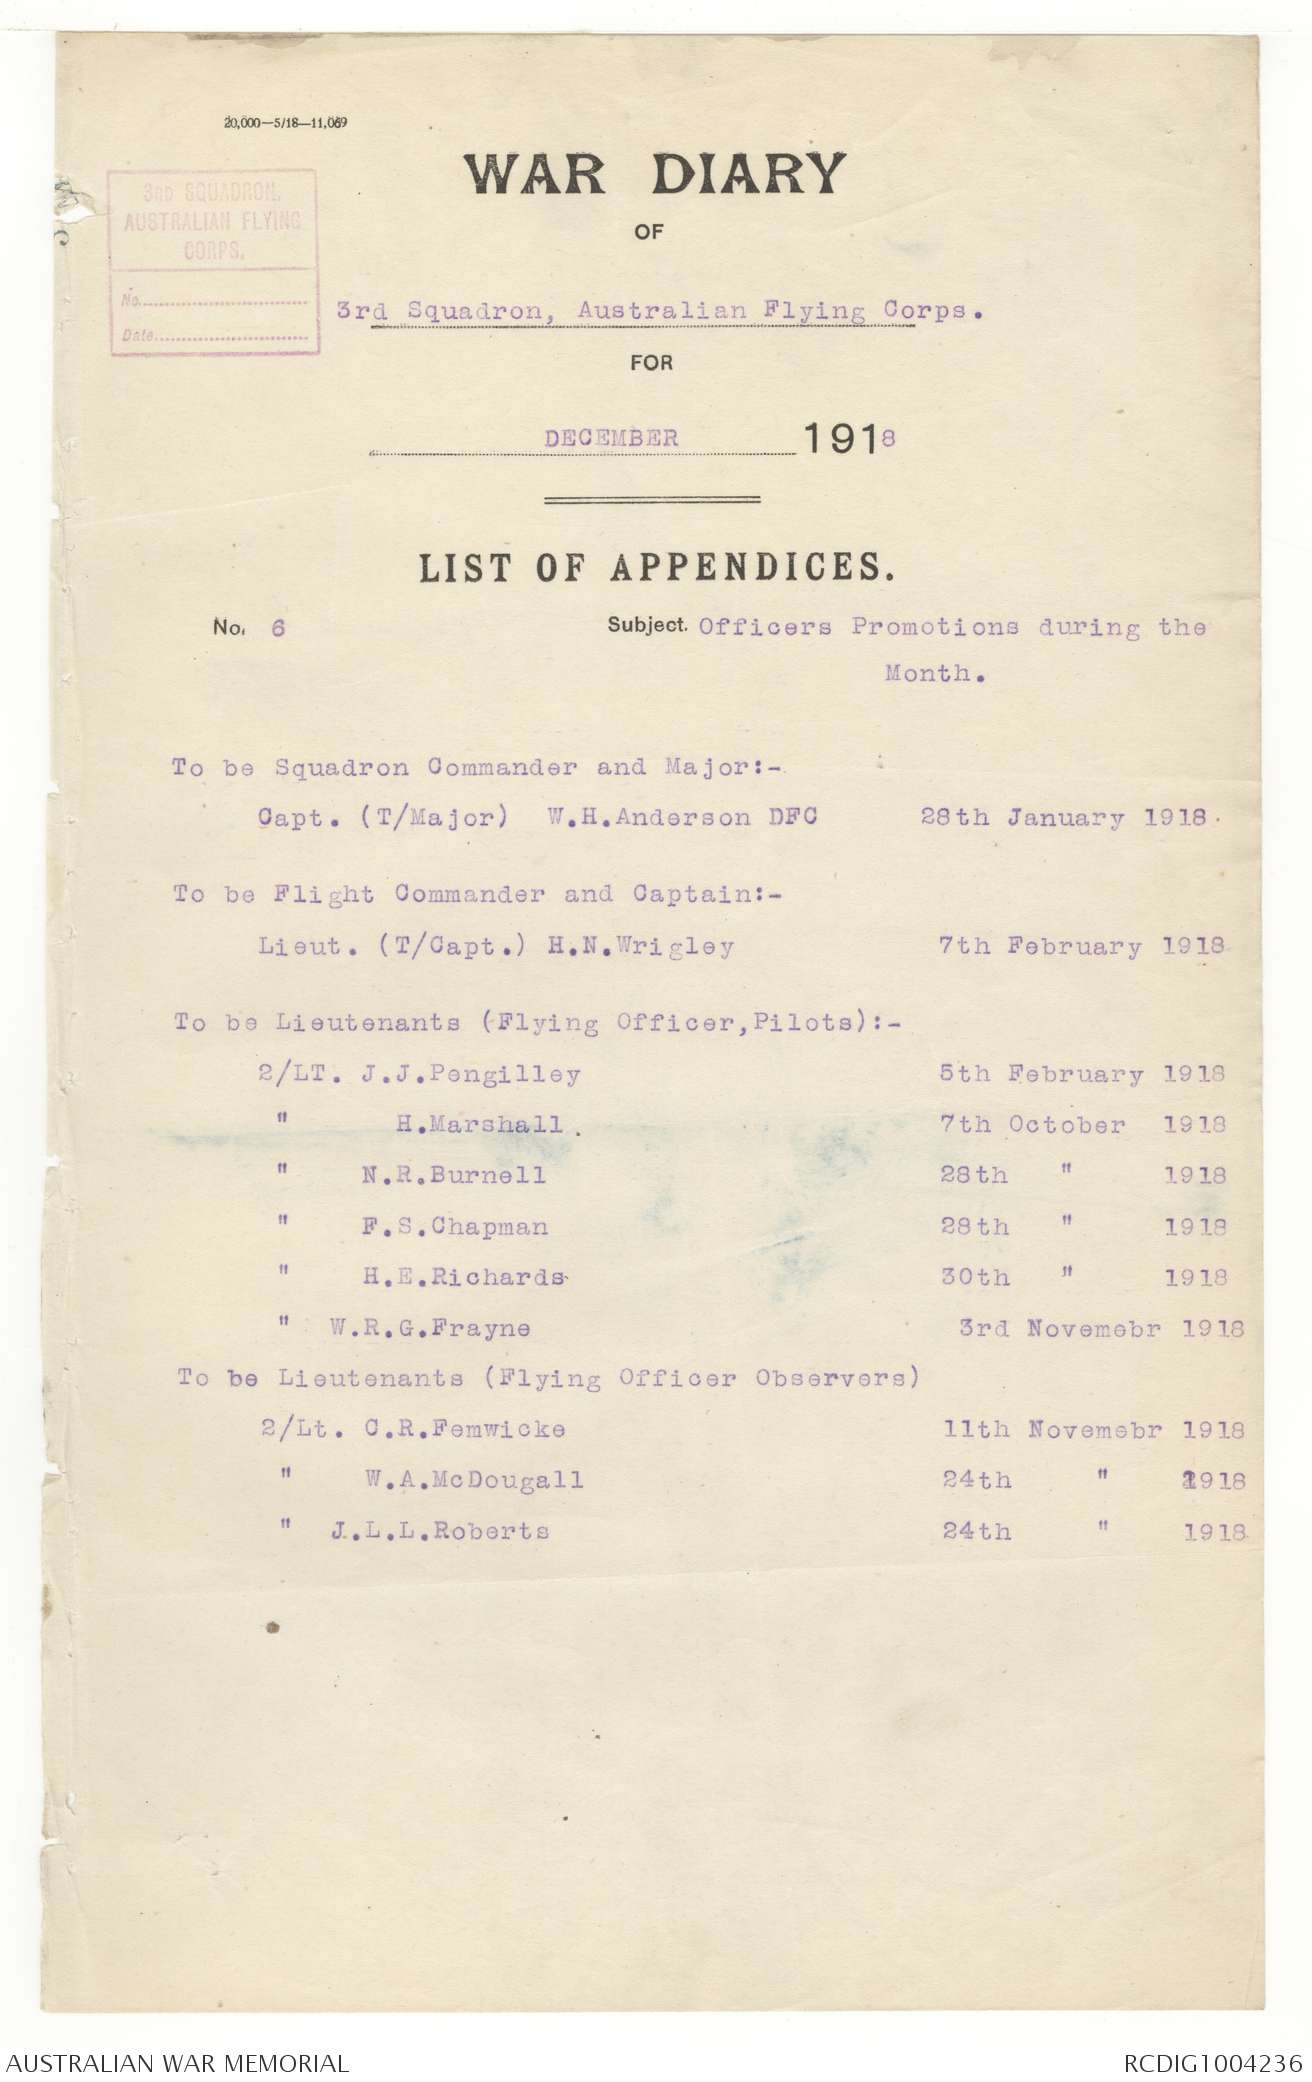 20,000—5/18—11,069
WAR DIARY
OF
3RD SQUADRON,
AUSTRALIAN FLYING
CORPS.
No.
Date.
3rd Squadron, Australian Flying Corps.
FOR
DECEMBER 1918
LIST OF APPENDICES.
No. 6 Subject. Officers Promotions during the
Month.
To be Squadron Commander and Major:-
Capt. (T/Major) W.H.Anderson DFC 28th January 1918.
To be Flight Commander and Captain:-
Lieut. (T/Capt.) H.N.Wrigley 7th February 1918
To be Lieutenants (Flying Officer,Pilots):-
2/LT. J.J.Pengilley 5th February 1918
" H.Marshall. 7th October 1918
" N.R.Burnell 28th " 1918
" F.S.Chapman 28th " 1918
" H.E.Richards 30th " 1918
" W.R.G.Frayne 3rd Novemebr 1918
To be Lieutenants (Flying Officer Observers)
2/Lt. C.R.Femwicke 11th Novemebr 1918
" W.A.McDougall 24th " 1918
" J.L.L.Roberts 24th " 1918
AUSTRALIAN WAR MEMORIAL RCDIG1004236